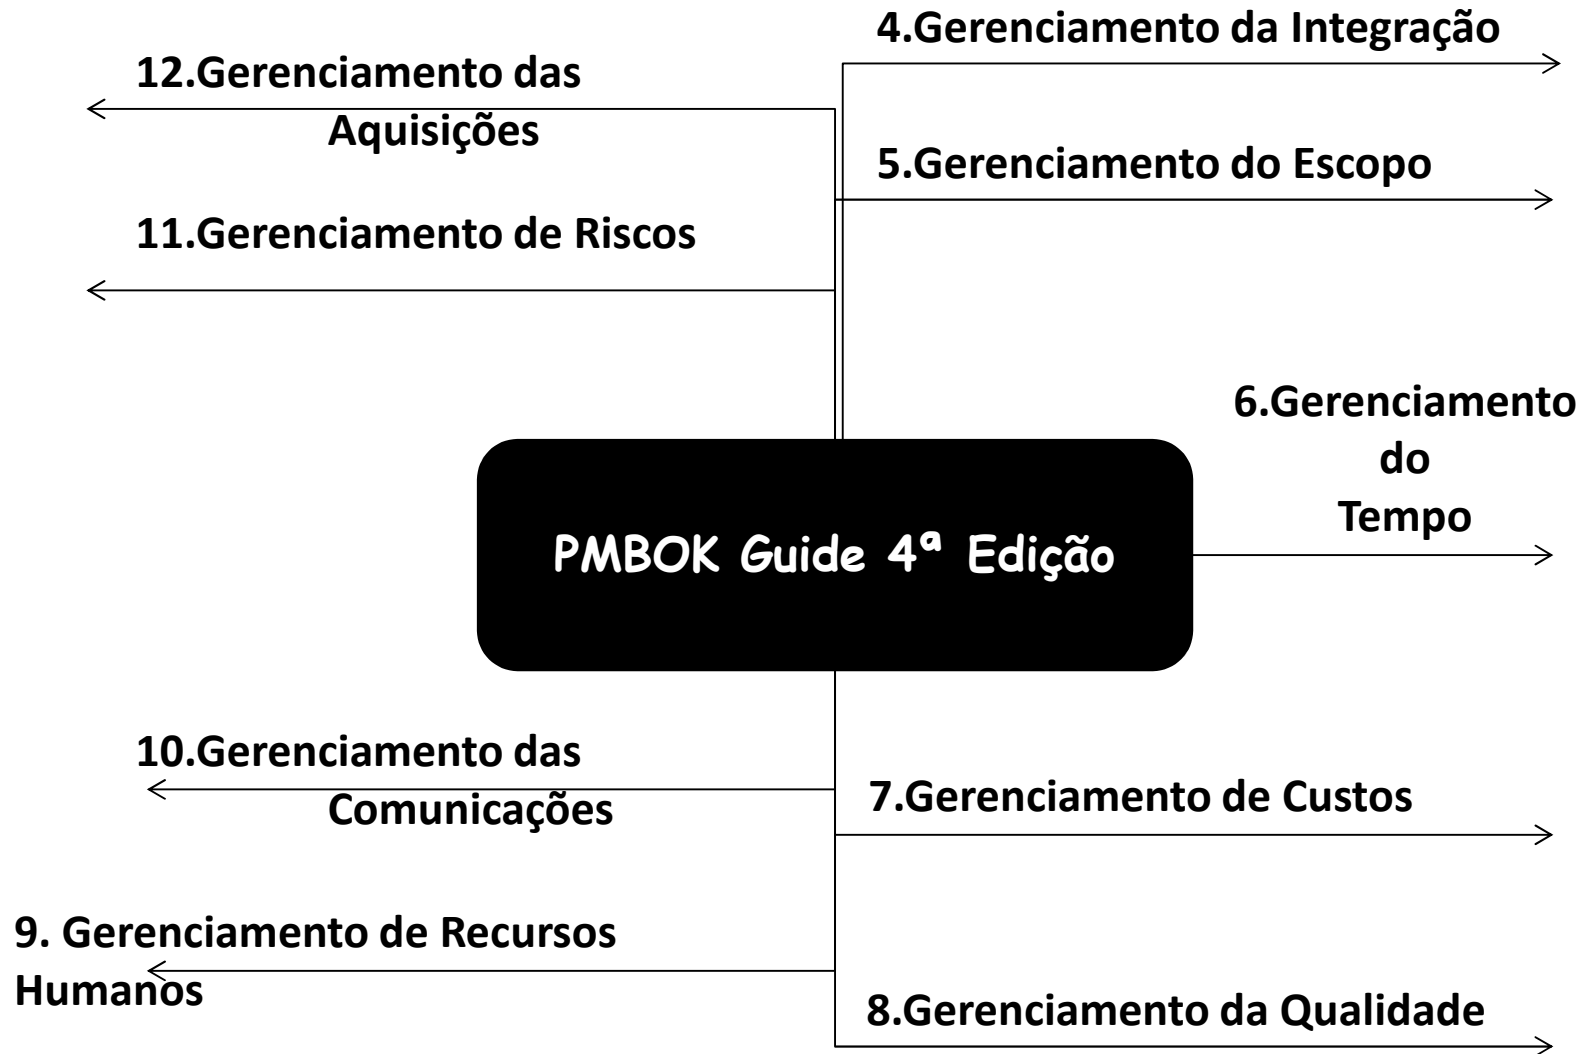 4.Gerenciamento da Integração
12.Gerenciamento das
Aquisições
5.Gerenciamento do Escopo
11.Gerenciamento de Riscos
6.Gerenciamento
do
Tempo
PMBOK Guide 4ª Edição
10.Gerenciamento das
Comunicações
7.Gerenciamento de Custos
9. Gerenciamento de Recursos
Humanos
8.Gerenciamento da Qualidade